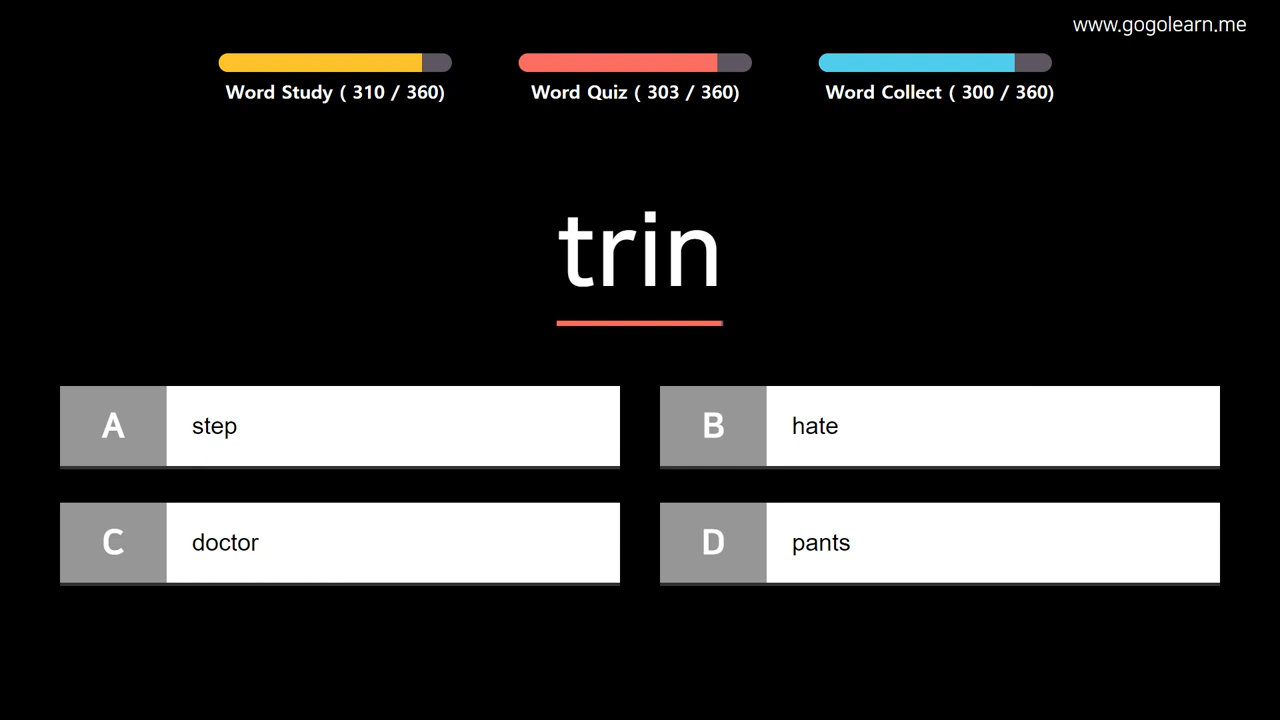 www.gogolearn.me
Word Study ( 310 / 360)
Word Quiz ( 303 / 360)
Word Collect ( 300 / 360)
trin
A step
B hate
C doctor
D pants